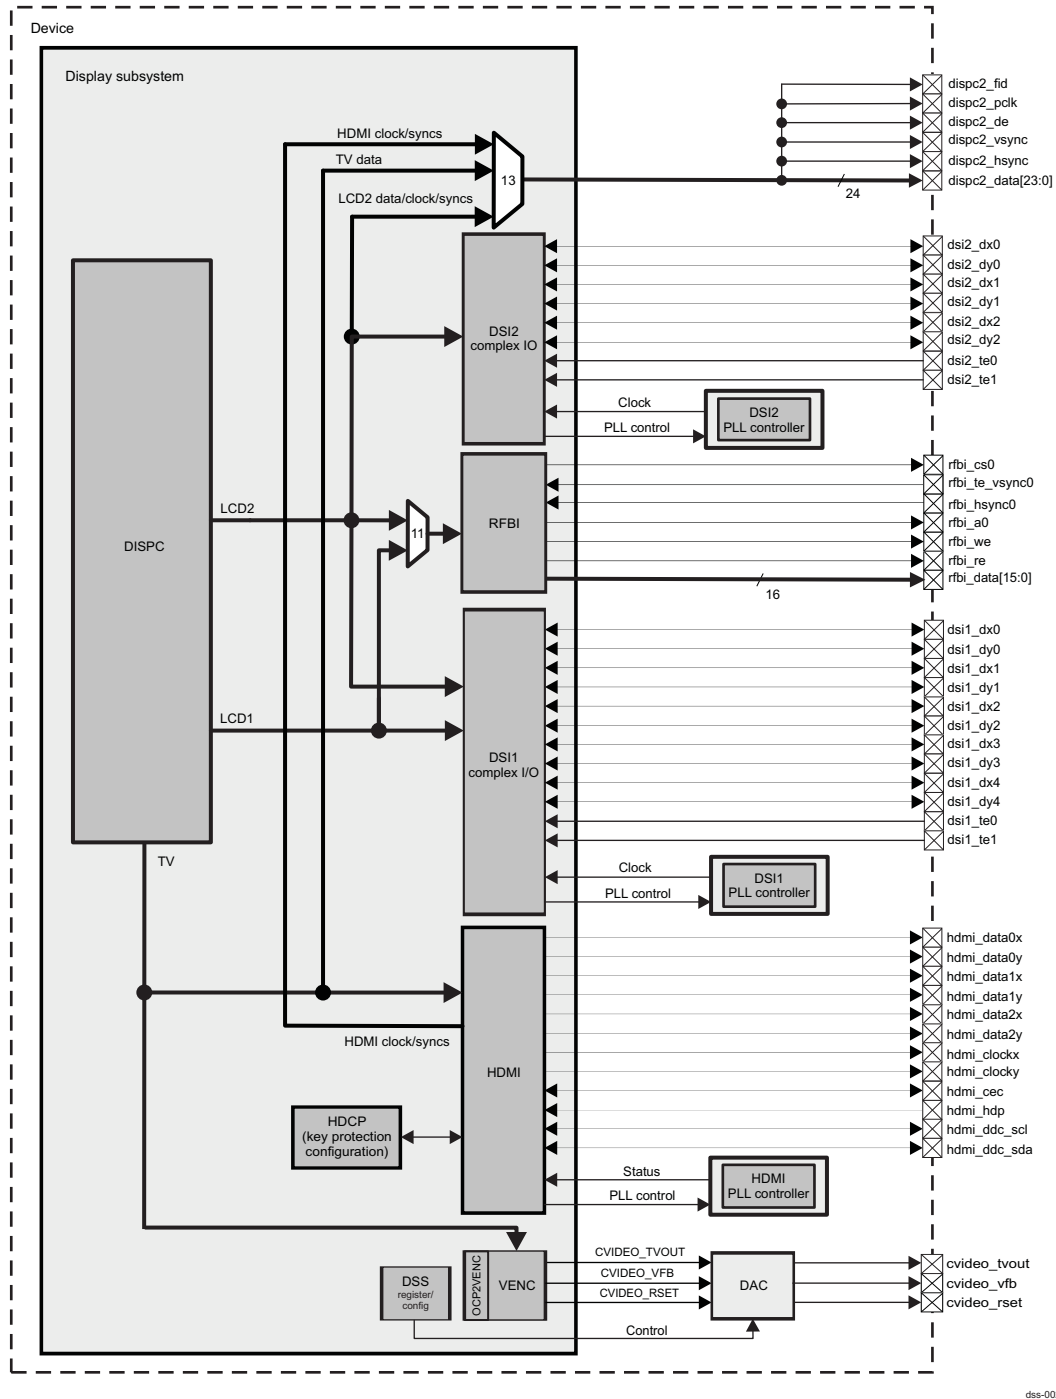 Device
Display subsystem
HDMI clock/syncs
TV data
LCD2 data/clock/syncs
13
24
dispc2_fid
dispc2_pclk
dispc2_de
dispc2_vsync
dispc2_hsync
dispc2_data[23:0]
DSI2
complex IO
dsi2_dx0
dsi2_dy0
dsi2_dx1
dsi2_dy1
dsi2_dx2
dsi2_dy2
dsi2_te0
dsi2_te1
Clock
PLL control
DSI2
PLL controller
DISPC
LCD2
11
RFBI
16
rfbi_cs0
rfbi_te_vsync0
rfbi_hsync0
rfbi_a0
rfbi_we
rfbi_re
rfbi_data[15:0]
LCD1
DSI1
complex I/O
dsi1_dx0
dsi1_dy0
dsi1_dx1
dsi1_dy1
dsi1_dx2
dsi1_dy2
dsi1_dx3
dsi1_dy3
dsi1_dx4
dsi1_dy4
dsi1_te0
dsi1_te1
Clock
PLL control
DSI1
PLL controller
TV
HDMI clock/syncs
HDMI
HDCP
(key protection
configuration)
hdmi_data0x
hdmi_data0y
hdmi_data1x
hdmi_data1y
hdmi_data2x
hdmi_data2y
hdmi_clockx
hdmi_clocky
hdmi_cec
hdmi_hdp
hdmi_ddc_scl
hdmi_ddc_sda
Status
PLL control
HDMI
PLL controller
DSS
register/
config
OCP2VENC
VENC
CVIDEO_TVOUT
CVIDEO_VFB
CVIDEO_RSET
Control
DAC
cvideo_tvout
cvideo_vfb
cvideo_rset
dss-00